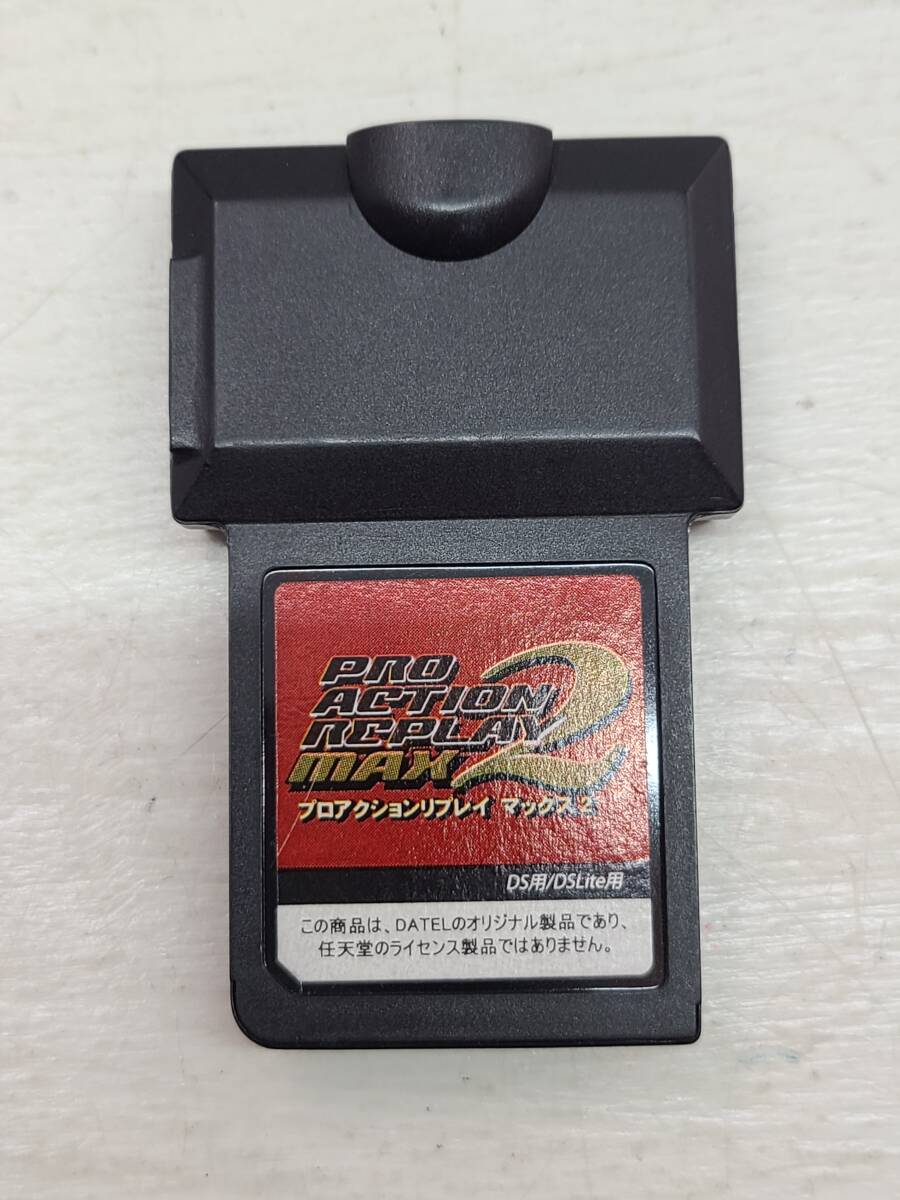 PRO
ACTION
REPLAY
MAX 2
プロアクションリプレイ マックス2
DS用/DSLite用
この商品は、DATELのオリジナル製品であり、
任天堂のライセンス製品ではありません。